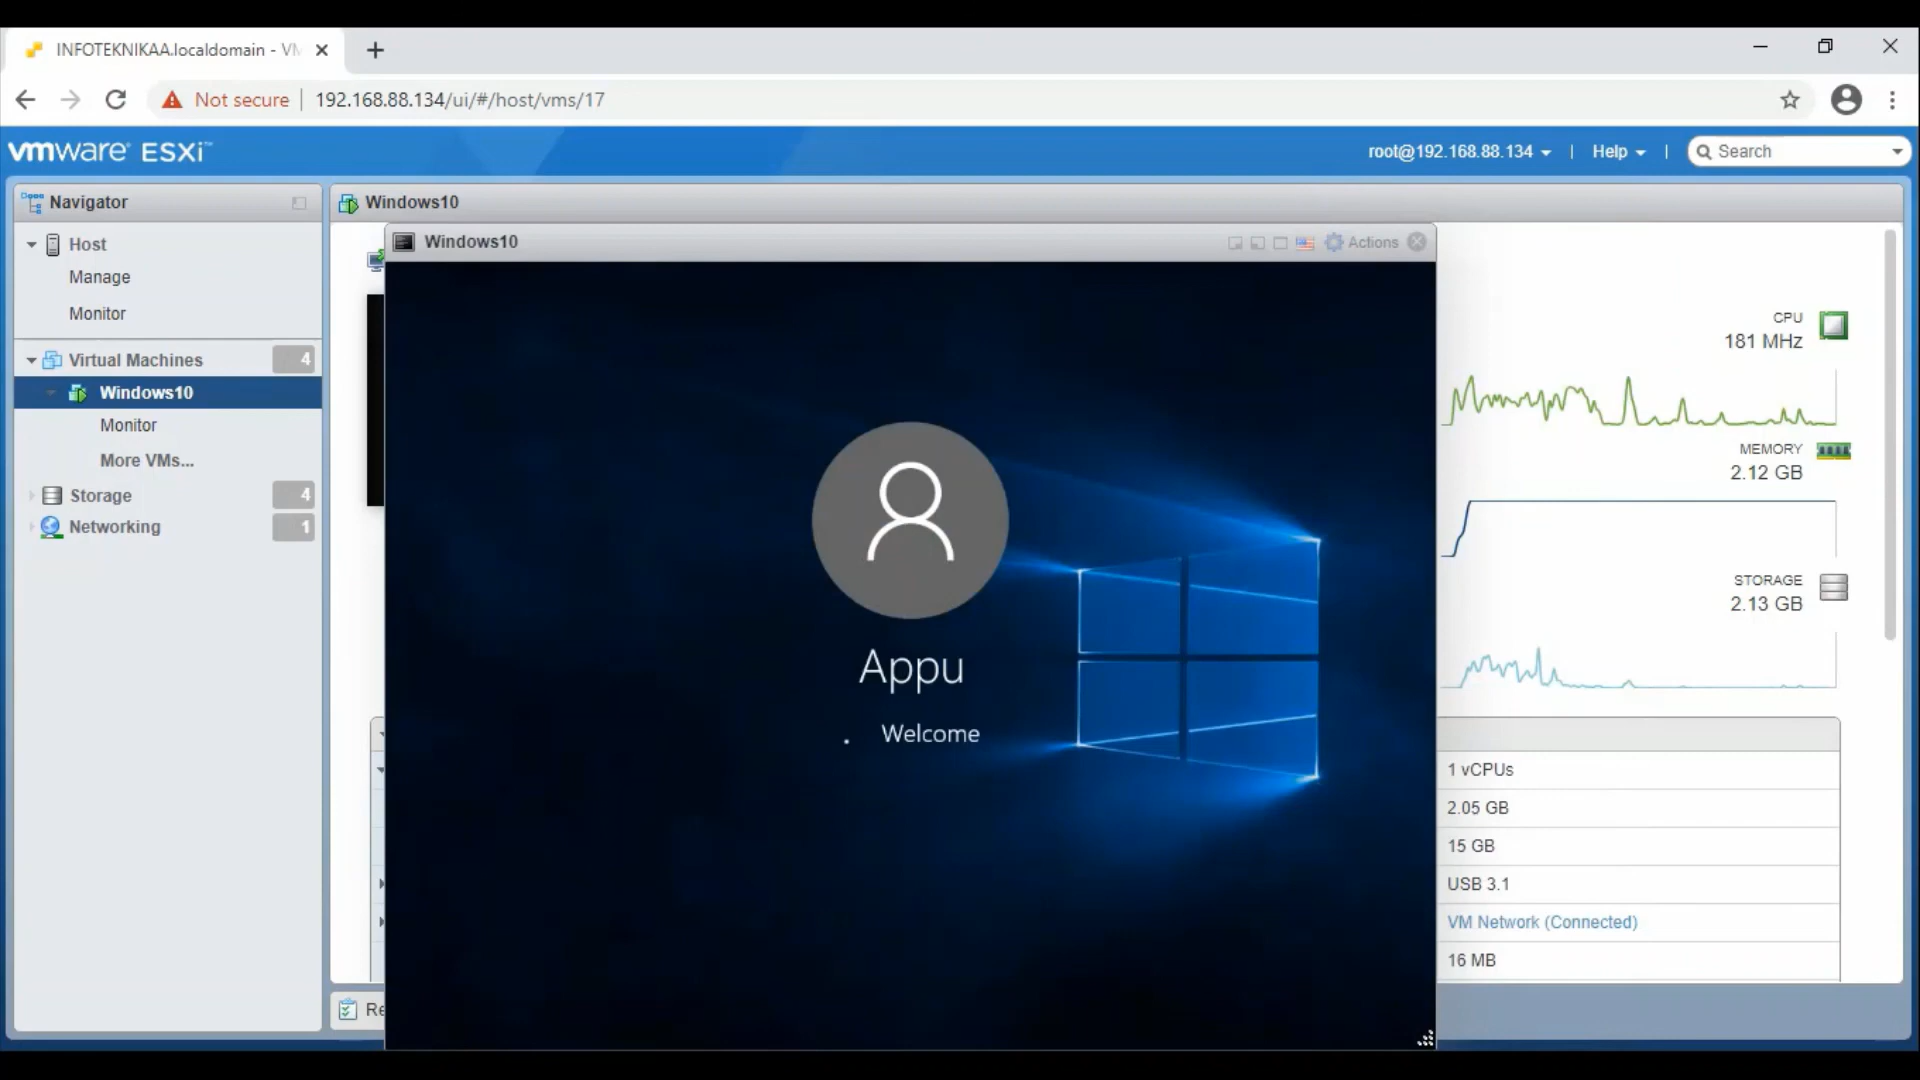 INFOTEKNIKAA.localdomain - VM
Not secure
192.168.88.134/ui/#/host/vms/17
vmware ESXi™
root@192.168.88.134
Help
Search
Navigator
Host
Manage
Monitor
Virtual Machines 4
Windows10
Monitor
More VMs...
Storage 4
Networking 1
Windows10
Windows10
Actions
Appu
Welcome
CPU
181 MHz
MEMORY
2.12 GB
STORAGE
2.13 GB
1 vCPUs
2.05 GB
15 GB
USB 3.1
VM Network (Connected)
16 MB
Re